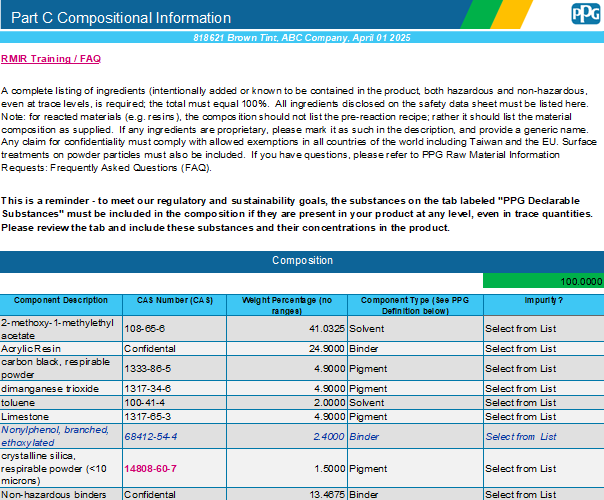 Part C Compositional Information
PPG
818621 Brown Tint, ABC Company, April 01 2025
RMIR Training / FAQ
A complete listing of ingredients (intentionally added or known to be contained in the product, both hazardous and non-hazardous,
even at trace levels, is required; the total must equal 100%. All ingredients disclosed on the safety data sheet must be listed here.
Note: for reacted materials (e.g. resins), the composition should not list the pre-reaction recipe; rather it should list the material
composition as supplied. If any ingredients are proprietary, please mark it as such in the description, and provide a generic name.
Any claim for confidentiality must comply with allowed exemptions in all countries of the world including Taiwan and the EU. Surface
treatments on powder particles must also be included. If you have questions, please refer to PPG Raw Material Information
Requests: Frequently Asked Questions (FAQ).
This is a reminder - to meet our regulatory and sustainability goals, the substances on the tab labeled "PPG Declarable
Substances" must be included in the composition if they are present in your product at any level, even in trace quantities.
Please review the tab and include these substances and their concentrations in the product.
Composition
100.0000
Component Description CAS Number (CAS) Weight Percentage (no ranges) Component Type (See PPG Definition below) Impurity?
2-methoxy-1-methylethyl acetate 108-65-6 41.0325 Solvent Select from List
Acrylic Resin Confidental 24.9000 Binder Select from List
carbon black, respirable powder 1333-86-5 4.9000 Pigment Select from List
dimanganese trioxide 1317-34-6 4.9000 Pigment Select from List
toluene 100-41-4 2.0000 Solvent Select from List
Limestone 1317-65-3 4.9000 Pigment Select from List
Nonylphenol, branched, ethoxylated 68412-54-4 2.4000 Binder Select from List
crystalline silica, respirable powder (<10 microns) 14808-60-7 1.5000 Pigment Select from List
Non-hazardous binders Confidental 13.4675 Binder Select from List